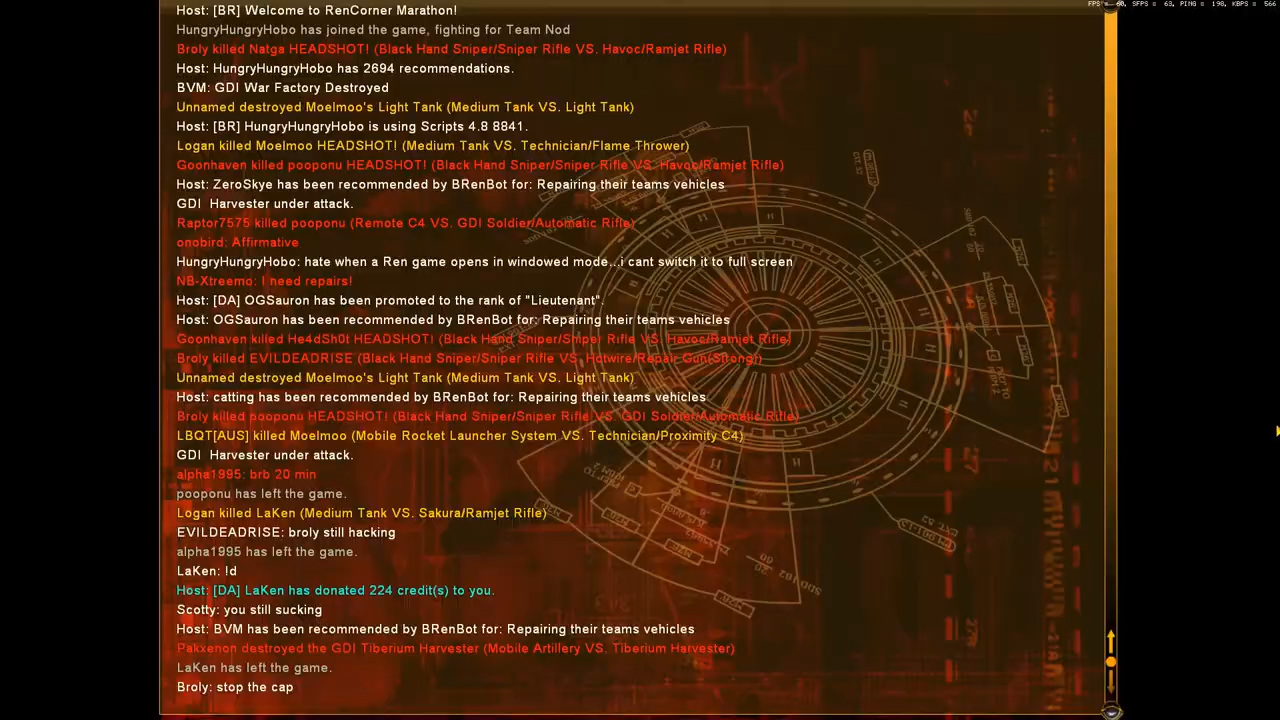 FPS = 60, SFPS = 63, PING = 198, KBPS = 566
Host: [BR] Welcome to RenCorner Marathon!
HungryHungryHobo has joined the game, fighting for Team Nod
Broly killed Natga HEADSHOT! (Black Hand Sniper/Sniper Rifle VS. Havoc/Ramjet Rifle)
Host: HungryHungryHobo has 2694 recommendations.
BVM: GDI War Factory Destroyed
Unnamed destroyed Moelmoo's Light Tank (Medium Tank VS. Light Tank)
Host: [BR] HungryHungryHobo is using Scripts 4.8 8841.
Logan killed Moelmoo HEADSHOT! (Medium Tank VS. Technician/Flame Thrower)
Goonhaven killed pooponu HEADSHOT! (Black Hand Sniper/Sniper Rifle VS. Havoc/Ramjet Rifle)
Host: ZeroSkye has been recommended by BRenBot for: Repairing their teams vehicles
GDI  Harvester under attack.
Raptor7575 killed pooponu (Remote C4 VS. GDI Soldier/Automatic Rifle)
onobird: Affirmative
HungryHungryHobo: hate when a Ren game opens in windowed mode...i cant switch it to full screen
NB-Xtreemo: I need repairs!
Host: [DA] OGSauron has been promoted to the rank of "Lieutenant".
Host: OGSauron has been recommended by BRenBot for: Repairing their teams vehicles
Goonhaven killed He4dSh0t HEADSHOT! (Black Hand Sniper/Sniper Rifle VS. Havoc/Ramjet Rifle)
Broly killed EVILDEADRISE (Black Hand Sniper/Sniper Rifle VS. Hotwire/Repair Gun(Strong))
Unnamed destroyed Moelmoo's Light Tank (Medium Tank VS. Light Tank)
Host: catting has been recommended by BRenBot for: Repairing their teams vehicles
Broly killed pooponu HEADSHOT! (Black Hand Sniper/Sniper Rifle VS. GDI Soldier/Automatic Rifle)
LBQT[AUS] killed Moelmoo (Mobile Rocket Launcher System VS. Technician/Proximity C4)
GDI  Harvester under attack.
alpha1995: brb 20 min
pooponu has left the game.
Logan killed LaKen (Medium Tank VS. Sakura/Ramjet Rifle)
EVILDEADRISE: broly still hacking
alpha1995 has left the game.
LaKen: !d
Host: [DA] LaKen has donated 224 credit(s) to you.
Scotty: you still sucking
Host: BVM has been recommended by BRenBot for: Repairing their teams vehicles
Pakxenon destroyed the GDI Tiberium Harvester (Mobile Artillery VS. Tiberium Harvester)
LaKen has left the game.
Broly: stop the cap